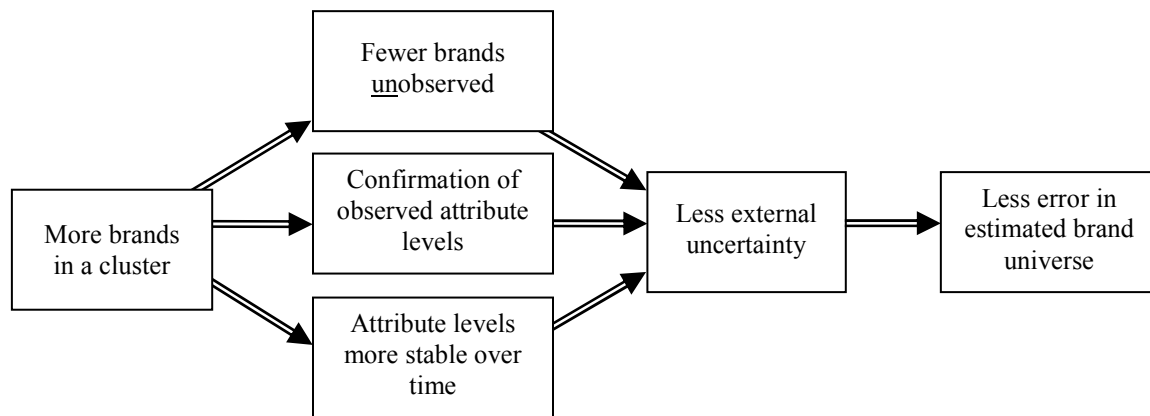 More brands
in a cluster
Fewer brands
unobserved
Confirmation of
observed attribute
levels
Attribute levels
more stable over
time
Less external
uncertainty
Less error in
estimated brand
universe